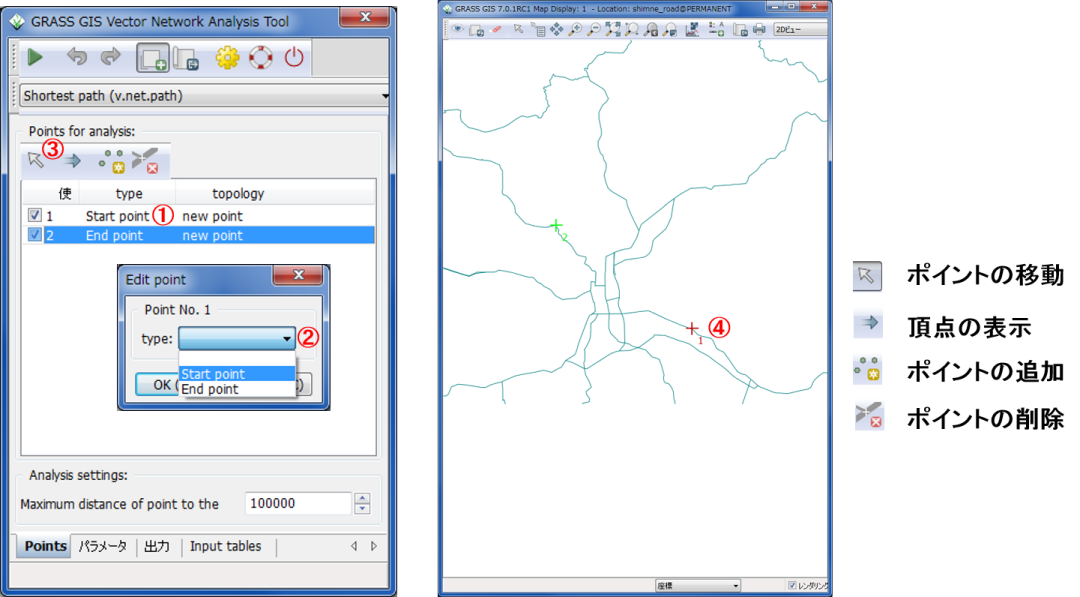 GRASS GIS Vector Network Analysis Tool
Shortest path (v.net.path)
Points for analysis:
③
使 type topology
1 Start point ① new point
2 End point new point
Edit point
Point No. 1
type: ②
Start point
End point
OK (
Analysis settings:
Maximum distance of point to the 100000
Points パラメータ 出力 Input tables
GRASS GIS 7.0.1RC1 Map Display: 1 - Location: shimne_road@PERMANENT
2Dビュー
2
④
1
座標 レンダリング
ポイントの移動
頂点の表示
ポイントの追加
ポイントの削除